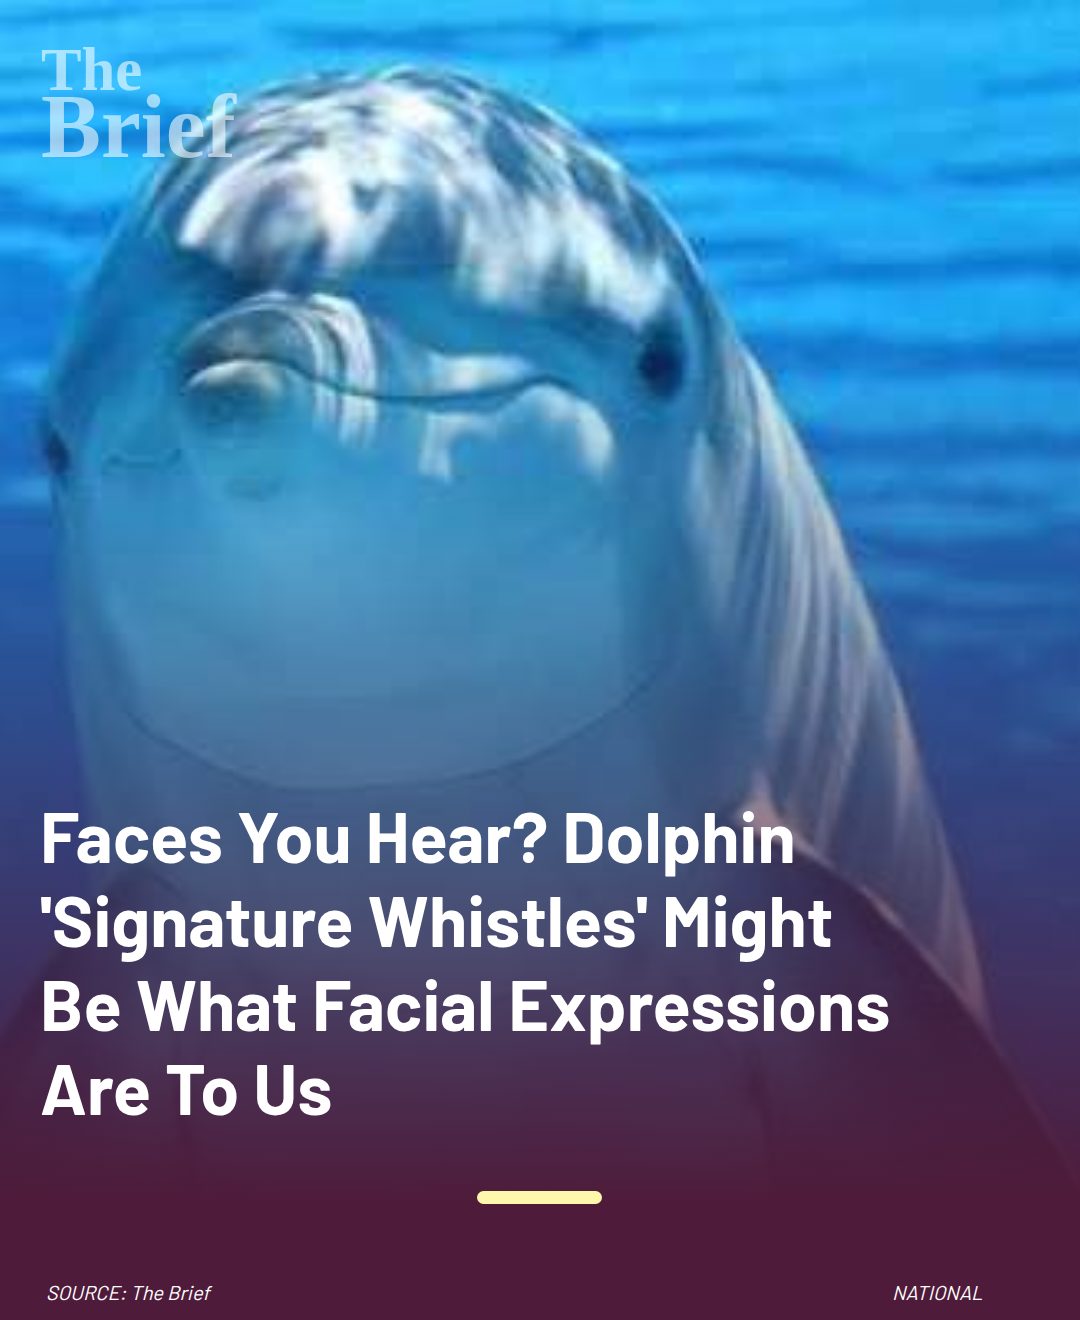 The
Brief
Faces You Hear? Dolphin
'Signature Whistles' Might
Be What Facial Expressions
Are To Us
SOURCE: The Brief
NATIONAL